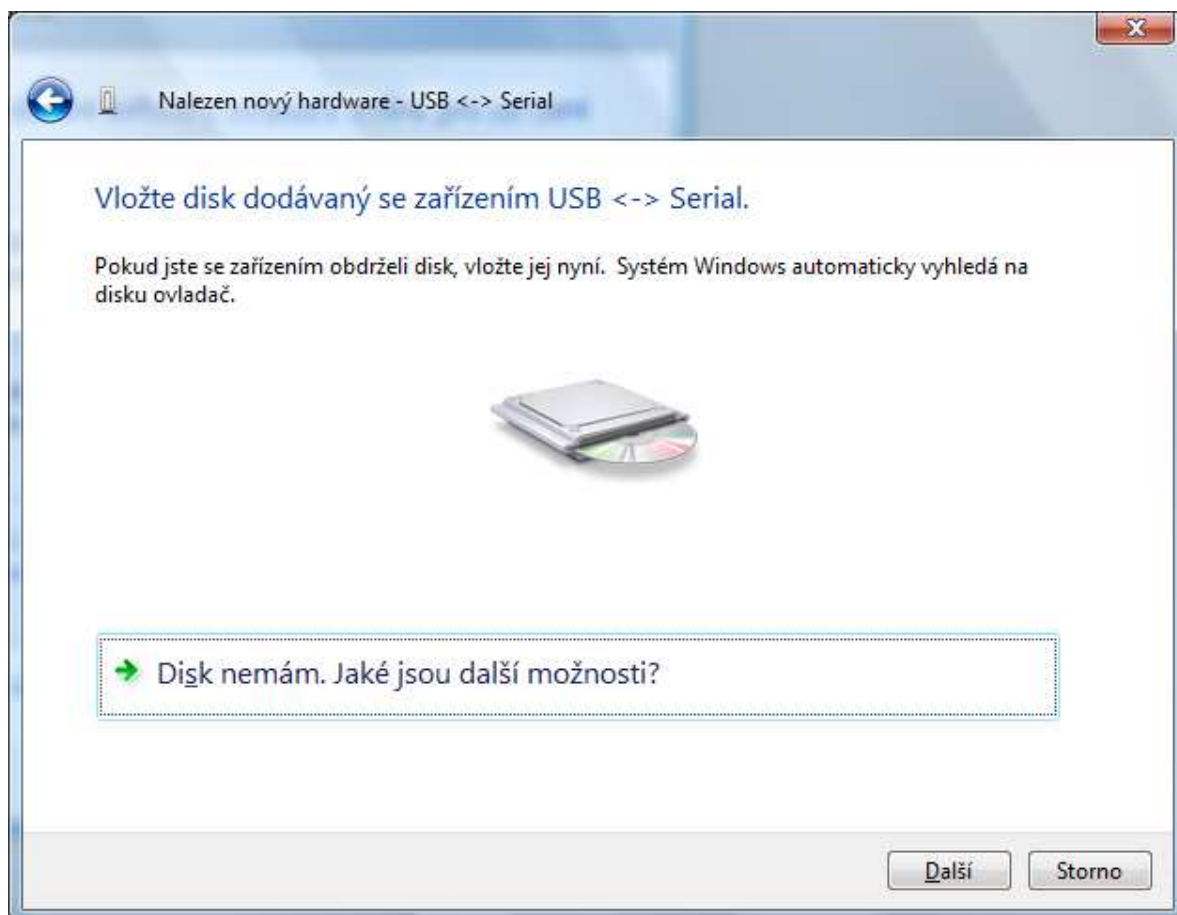 Nalezen nový hardware - USB <-> Serial
Vložte disk dodávaný se zařízením USB <-> Serial.
Pokud jste se zařízením obdrželi disk, vložte jej nyní.  Systém Windows automaticky vyhledá na
disku ovladač.
Disk nemám. Jaké jsou další možnosti?
Další
Storno